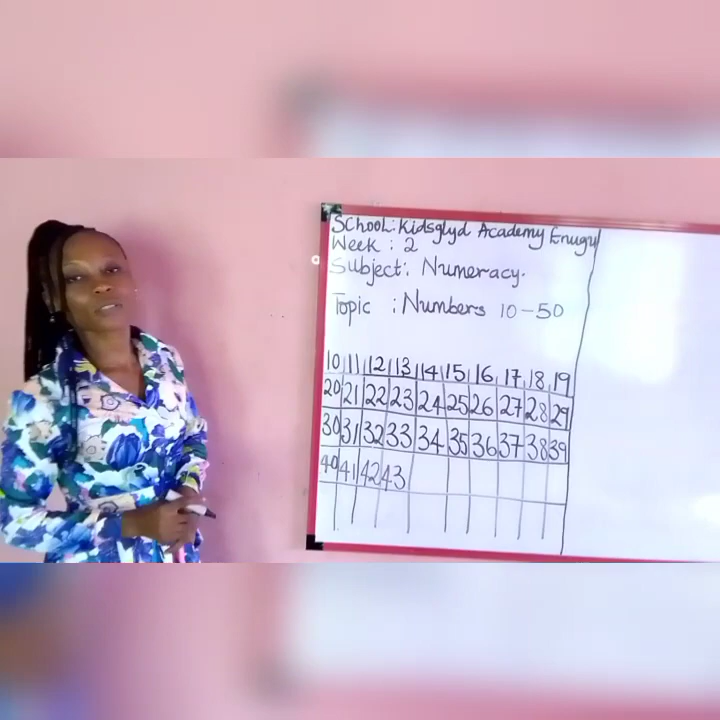 School: Kidsglyd Academy Enugu
Week : 2
Subject: Numeracy.
Topic : Numbers 10-50
10 11 12 13 14 15 16 17 18 19
20 21 22 23 24 25 26 27 28 29
30 31 32 33 34 35 36 37 38 39
40 41 42 43